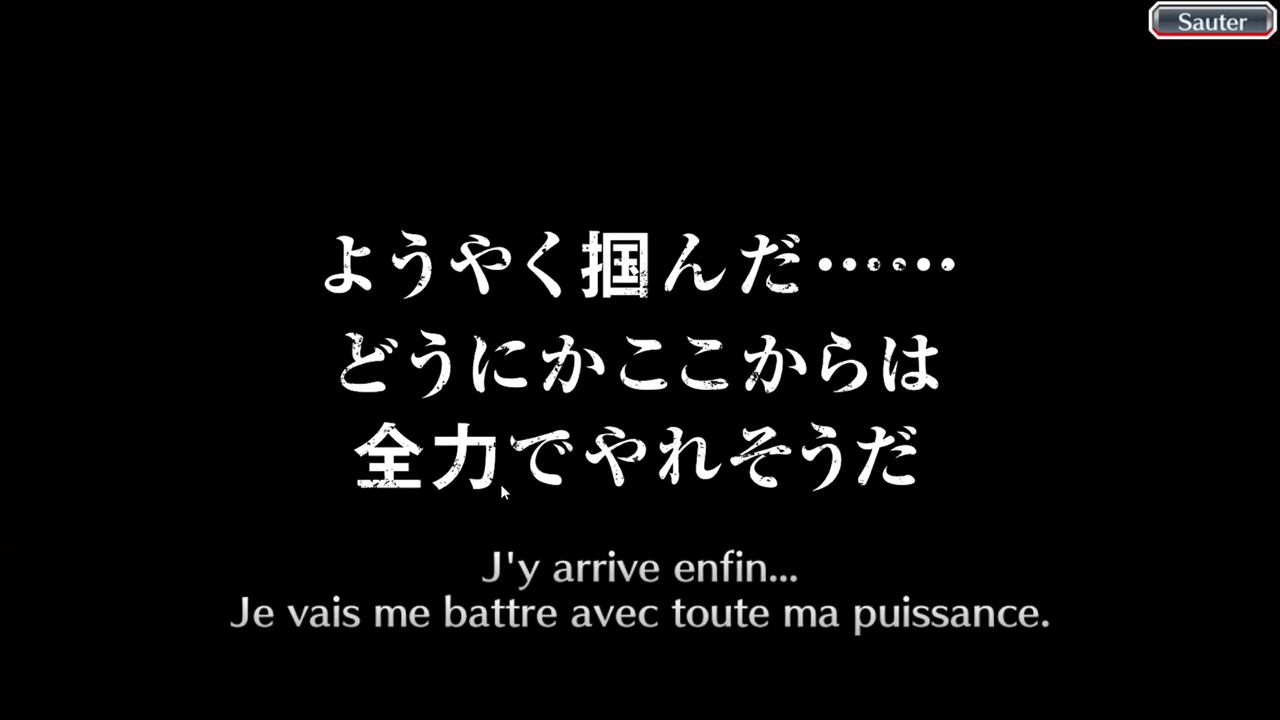 Sauter
ようやく掴んだ……
どうにかここからは
全力でやれそうだ
J'y arrive enfin...
Je vais me battre avec toute ma puissance.